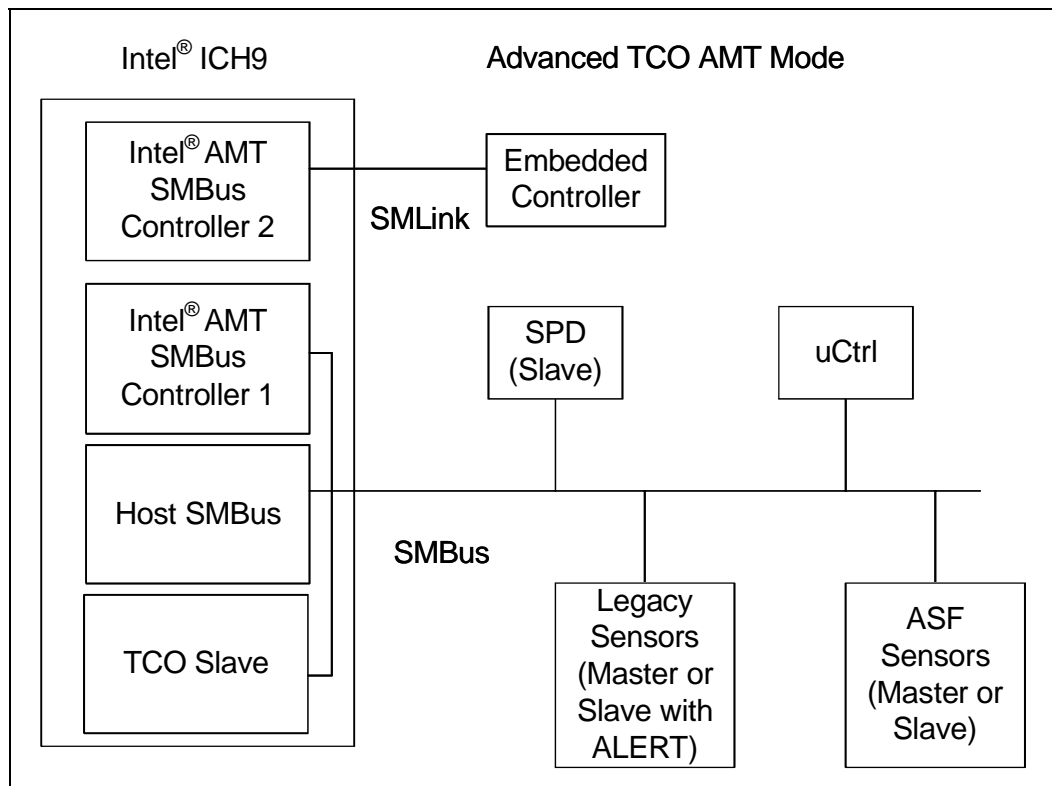 Intel® ICH9
Advanced TCO AMT Mode
Intel® AMT
SMBus
Controller 2
Embedded
Controller
SMLink
Intel® AMT
SMBus
Controller 1
SPD
(Slave)
uCtrl
Host SMBus
SMBus
TCO Slave
Legacy
Sensors
(Master or
Slave with
ALERT)
ASF
Sensors
(Master or
Slave)